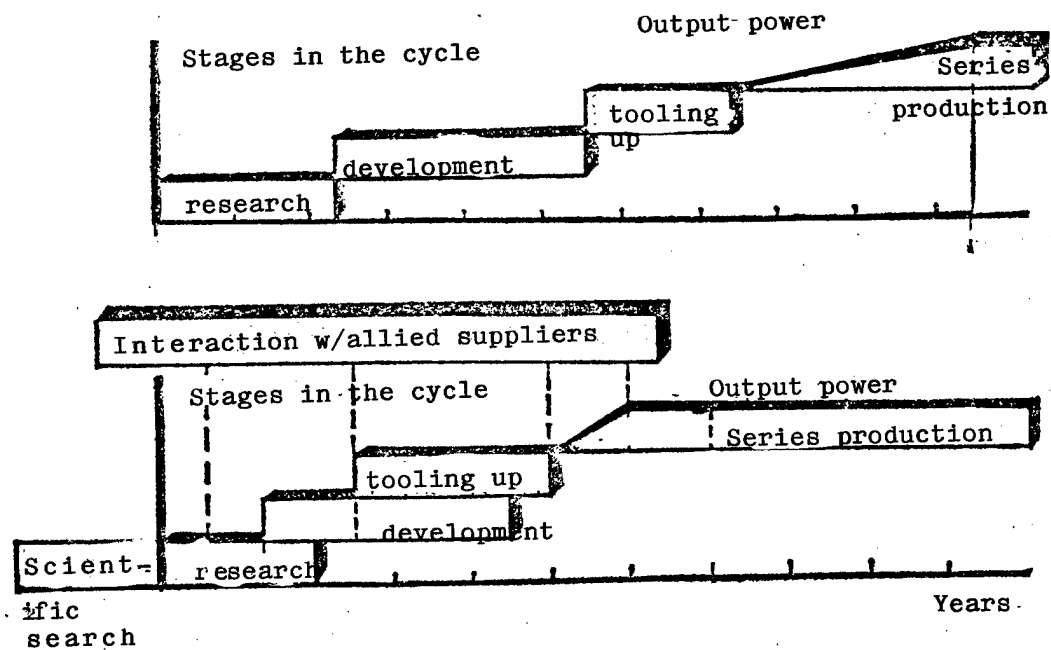 Output power
Stages in the cycle
Series
production
tooling
up
development
research
Interaction w/allied suppliers
Stages in the cycle
Output power
Series production
tooling up
development
Scient-
ific
search
research
Years